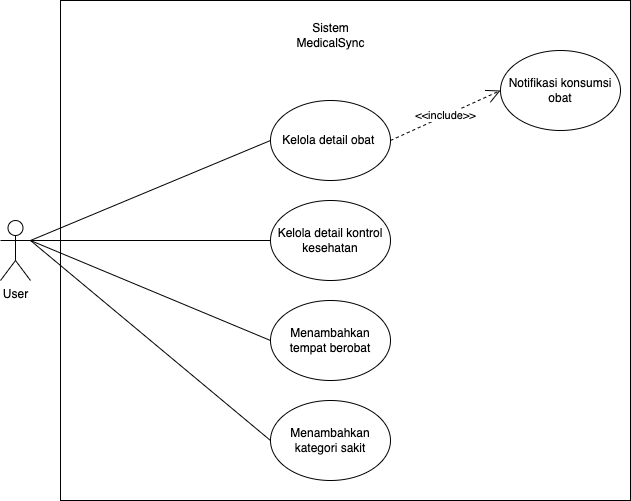 Sistem
MedicalSync
Notifikasi konsumsi
obat
<<include>>
Kelola detail obat
Kelola detail kontrol
kesehatan
User
Menambahkan
tempat berobat
Menambahkan
kategori sakit